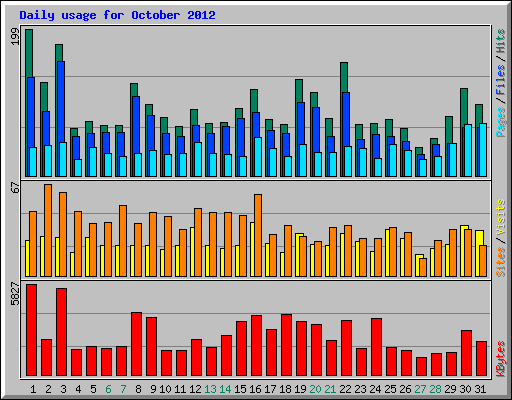 Daily usage for October 2012
199
Pages / Files / Hits
67
Sites / Visits
5827
KBytes
1 2 3 4 5 6 7 8 9 10 11 12 13 14 15 16 17 18 19 20 21 22 23 24 25 26 27 28 29 30 31